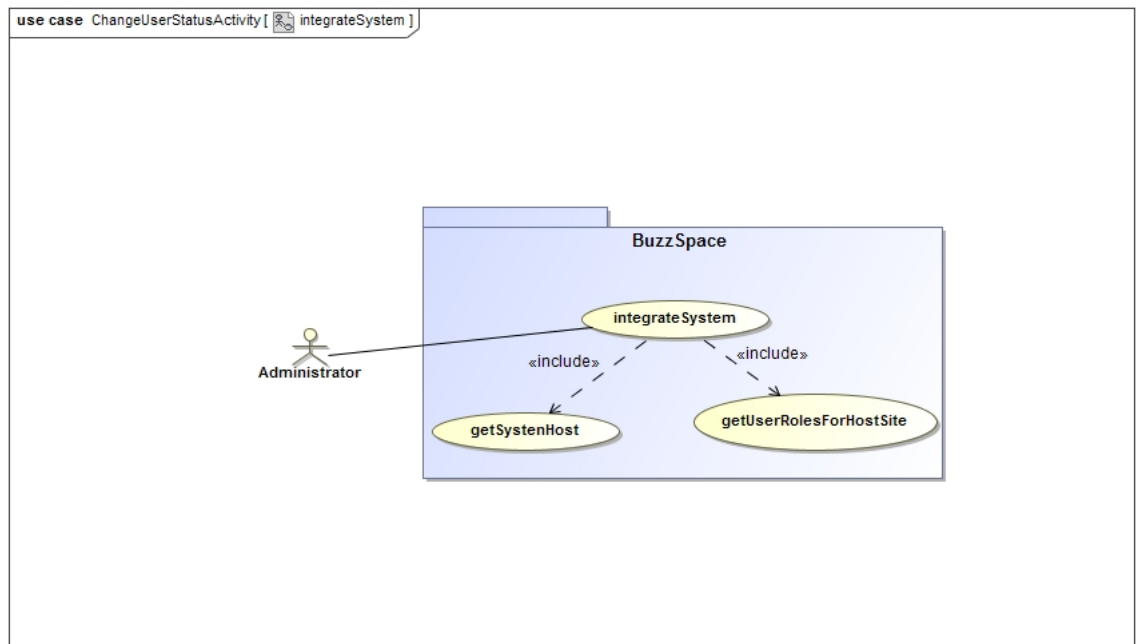 use case ChangeUserStatusActivity [ integrateSystem ]
BuzzSpace
integrateSystem
Administrator
«include»
«include»
getSystenHost
getUserRolesForHostSite